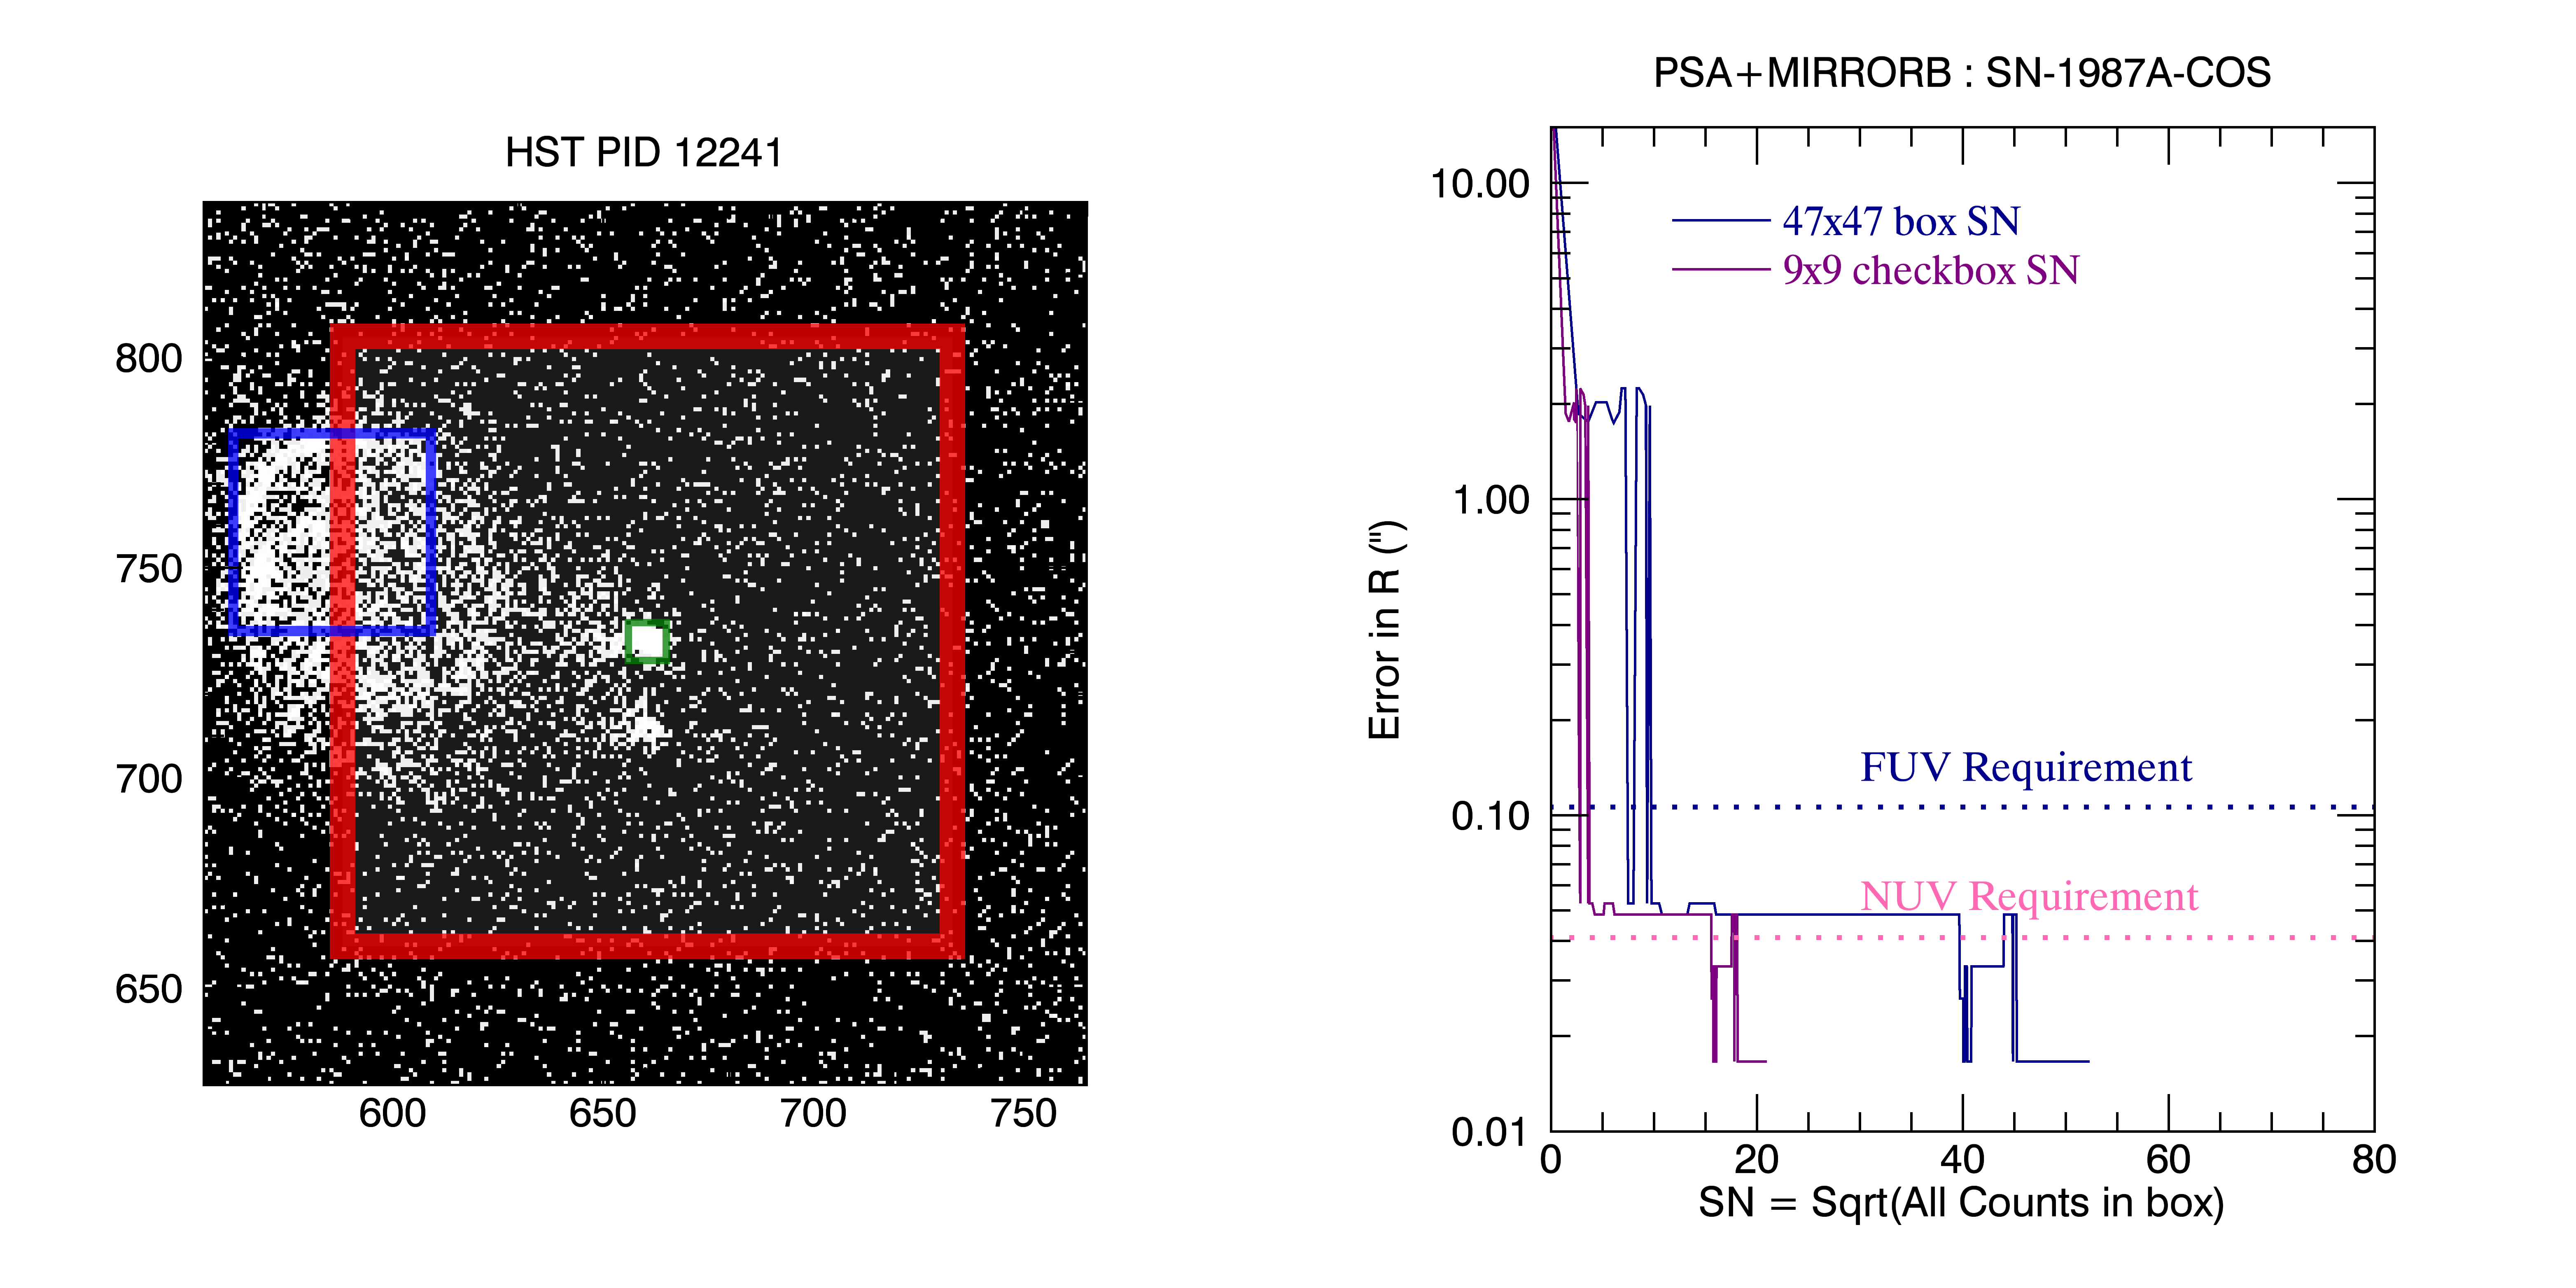 HST PID 12241
800
750
700
650
600 650 700 750
PSA+MIRRORB : SN-1987A-COS
10.00
1.00
0.10
0.01
Error in R (")
47x47 box SN
9x9 checkbox SN
FUV Requirement
NUV Requirement
0 20 40 60 80
SN = Sqrt(All Counts in box)